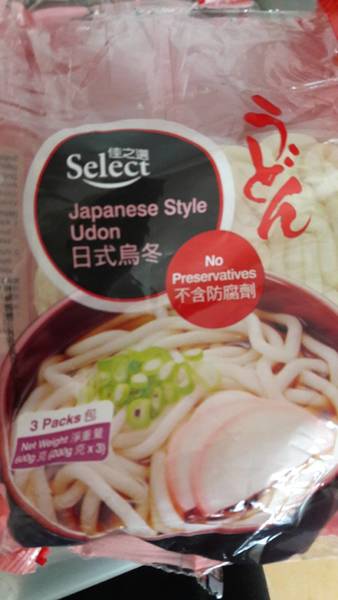 うどん
佳之選
Select
Japanese Style
Udon
日式烏冬
No
Preservatives
不含防腐劑
3 Packs 包
Net Weight 淨重量
600g 克 (200g 克 x 3)